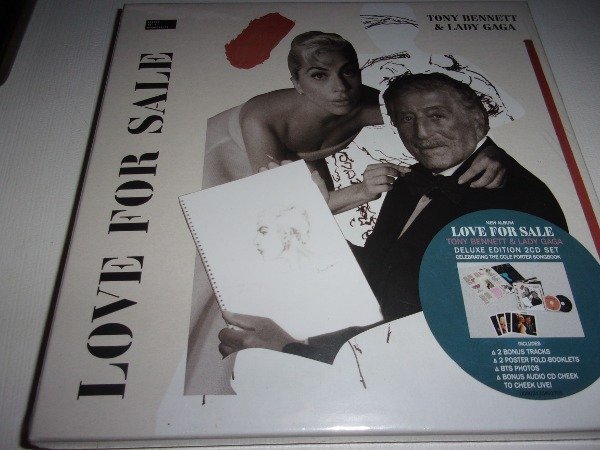 LOVE FOR SALE
TONY BENNETT
& LADY GAGA
NEW ALBUM
LOVE FOR SALE
TONY BENNETT & LADY GAGA
DELUXE EDITION 2CD SET
CELEBRATING THE COLE PORTER SONGBOOK
INCLUDES
2 BONUS TRACKS
2 POSTER FOLD BOOKLETS
BTS PHOTOS
BONUS AUDIO CD CHEEK
TO CHEEK LIVE!